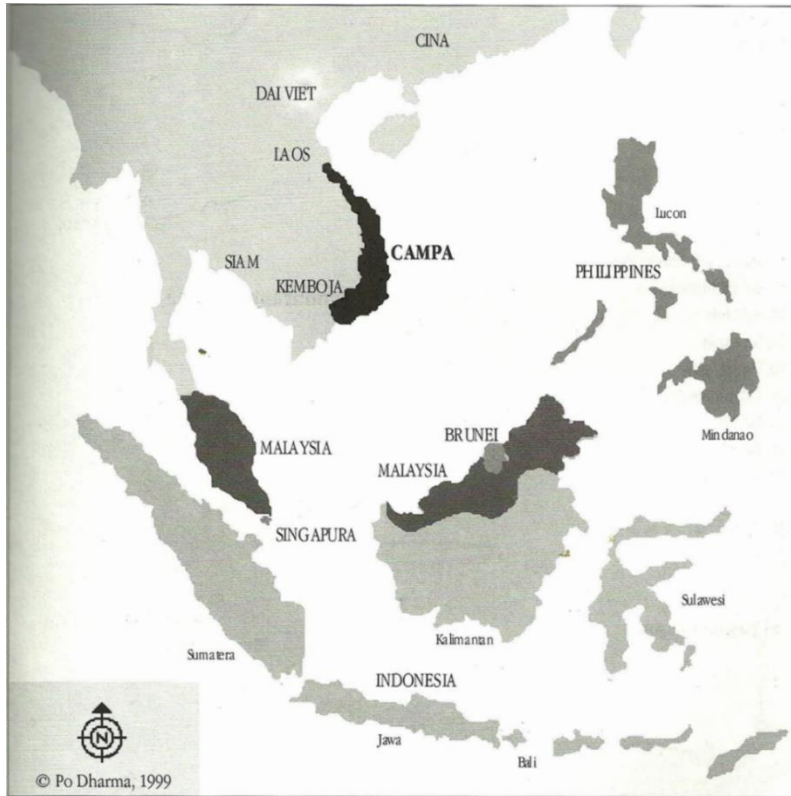 CINA
DAI VIET
LAOS
Lucon
CAMPA
SIAM
PHILIPPINES
KEMBOJA
BRUNEI
Mindanao
MALAYSIA
MALAYSIA
SINGAPURA
Sulawesi
Kalimantan
Sumatera
INDONESIA
Jawa
Bali
N
© Po Dharma, 1999